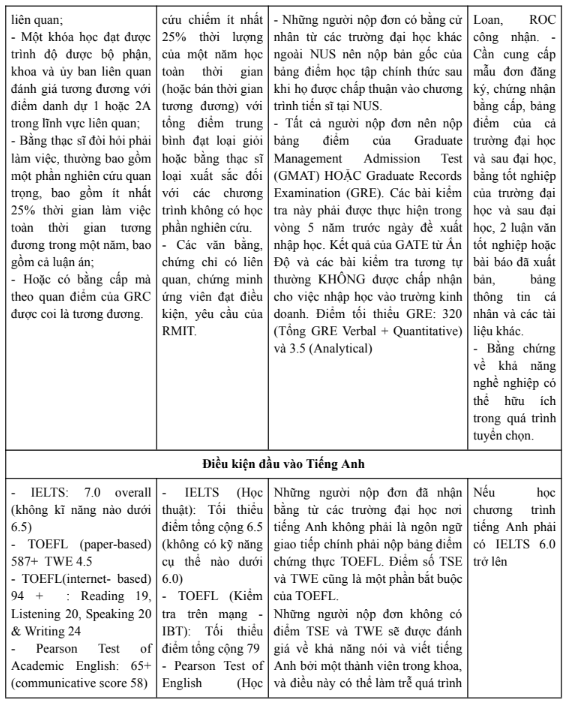 liên quan;
- Một khóa học đạt được
trình độ được bộ phận,
khoa và ủy ban liên quan
đánh giá tương đương với
điểm danh dự 1 hoặc 2A
trong lĩnh vực liên quan;
- Bằng thạc sĩ đòi hỏi phải
làm việc, thường bao gồm
một phần nghiên cứu quan
trọng, bao gồm ít nhất
25% thời gian làm việc
toàn thời gian tương
đương trong một năm, bao
gồm cả luận án;
- Hoặc có bằng cấp mà
theo quan điểm của GRC
được coi là tương đương.
cứu chiếm ít nhất
25% thời lượng
của một năm học
toàn thời gian
(hoặc bán thời gian
tương đương) với
tổng điểm trung
bình đạt loại giỏi
hoặc bằng thạc sĩ
loại xuất sắc đối
với các chương
trình không có học
phần nghiên cứu.
- Các văn bằng,
chứng chỉ có liên
quan, chứng minh
ứng viên đạt điều
kiện, yêu cầu của
RMIT.
- Những người nộp đơn có bằng cử
nhân từ các trường đại học khác
ngoài NUS nên nộp bản gốc của
bảng điểm học tập chính thức sau
khi họ được chấp thuận vào chương
trình tiến sĩ tại NUS.
- Tất cả người nộp đơn nên nộp
bảng điểm của Graduate
Management Admission Test
(GMAT) HOẶC Graduate Records
Examination (GRE). Các bài kiểm
tra này phải được thực hiện trong
vòng 5 năm trước ngày đề xuất
nhập học. Kết quả của GATE từ Ấn
Độ và các bài kiểm tra tương tự
thường KHÔNG được chấp nhận
cho việc nhập học vào trường kinh
doanh. Điểm tối thiểu GRE: 320
(Tổng GRE Verbal + Quantitative)
và 3.5 (Analytical)
Loan, ROC
công nhận. -
Cần cung cấp
mẫu đơn đăng
ký, chứng nhận
bằng cấp, bảng
điểm của cả
trường đại học
và sau đại học,
bằng tốt nghiệp
của trường đại
học và sau đại
học, 2 luận văn
tốt nghiệp hoặc
bài báo đã xuất
bản, bảng
thông tin cá
nhân và các tài
liệu khác.
- Bằng chứng
về khả năng
nghề nghiệp có
thể hữu ích
trong quá trình
tuyển chọn.
Điều kiện đầu vào Tiếng Anh
- IELTS: 7.0 overall
(không kĩ năng nào dưới
6.5)
- TOEFL (paper-based)
587+ TWE 4.5
- TOEFL(internet- based)
94 + : Reading 19,
Listening 20, Speaking 20
& Writing 24
- Pearson Test of
Academic English: 65+
(communicative score 58)
- IELTS (Học
thuật): Tối thiểu
điểm tổng cộng 6.5
(không có kỹ năng
cụ thể nào dưới
6.0)
- TOEFL (Kiểm
tra trên mạng -
IBT): Tối thiểu
điểm tổng cộng 79
- Pearson Test of
English (Học
Những người nộp đơn đã nhận
bằng từ các trường đại học nơi
tiếng Anh không phải là ngôn ngữ
giao tiếp chính phải nộp bảng điểm
chứng thực TOEFL. Điểm số TSE
và TWE cũng là một phần bắt buộc
của TOEFL.
Những người nộp đơn không có
điểm TSE và TWE sẽ được đánh
giá về khả năng nói và viết tiếng
Anh bởi một thành viên trong khoa,
và điều này có thể làm trễ quá trình
Nếu học
chương trình
tiếng Anh phải
có IELTS 6.0
trở lên